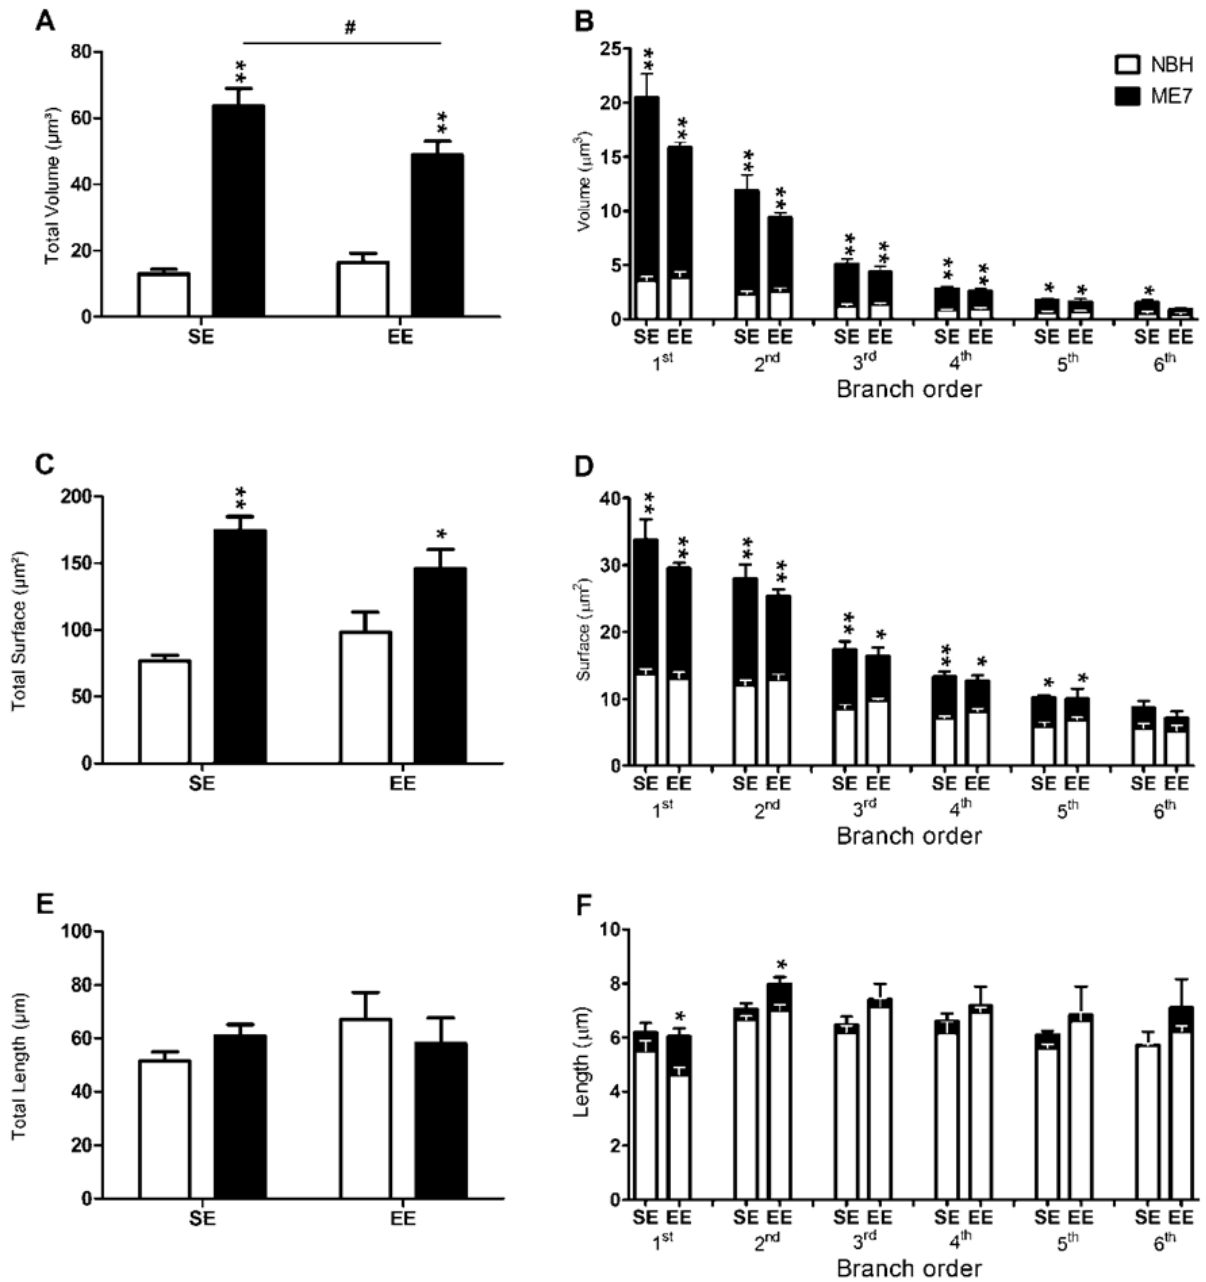 A
#
80
60
40
20
0
**
**
Total Volume (µm³)
SE EE
B
25
20
15
10
5
0
** ** ** ** ** ** ** ** * * *
NBH
ME7
Volume (µm³)
SE EE SE EE SE EE SE EE SE EE SE EE
1st 2nd 3rd 4th 5th 6th
Branch order
C
200
150
100
50
0
** *
Total Surface (µm²)
SE EE
D
40
30
20
10
0
** ** ** ** ** * ** * * *
Surface (µm²)
SE EE SE EE SE EE SE EE SE EE SE EE
1st 2nd 3rd 4th 5th 6th
Branch order
E
100
80
60
40
20
0
Total Length (µm)
SE EE
F
10
8
6
4
2
0
* *
Length (µm)
SE EE SE EE SE EE SE EE SE EE SE EE
1st 2nd 3rd 4th 5th 6th
Branch order